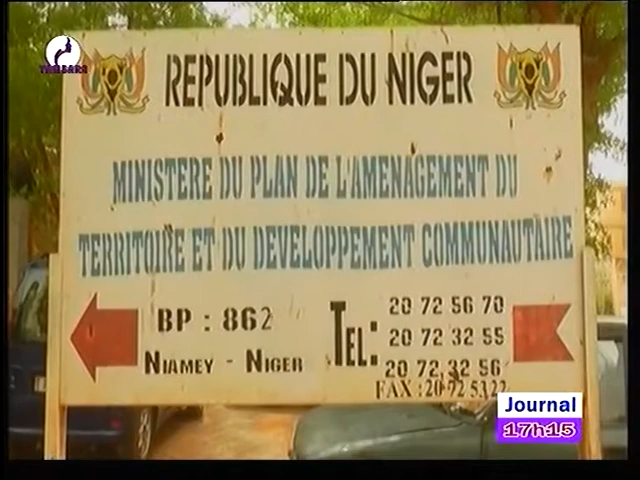 REPUBLIQUE DU NIGER
MINISTERE DU PLAN DE L'AMENAGEMENT DU
TERRITOIRE ET DU DEVELOPPEMENT COMMUNAUTAIRE
BP : 862
NIAMEY - NIGER
TEL:
20 72 56 70
20 72 32 55
20 72 32 56
FAX : 20 72 53 22
Journal
17h15